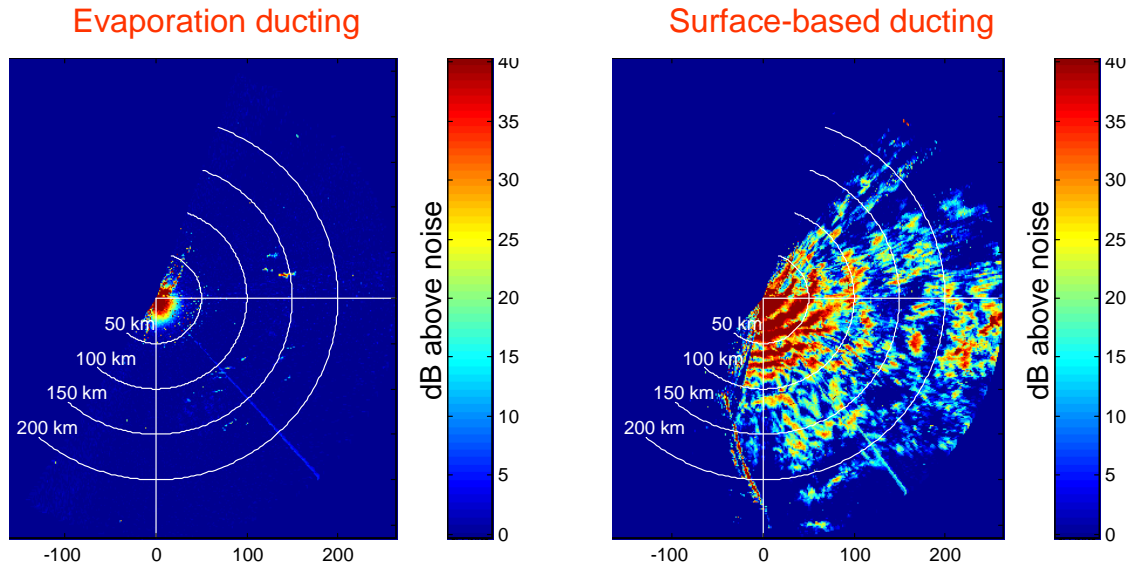 Evaporation ducting
50 km
100 km
150 km
200 km
-100 0 100 200
40
35
30
25
20
15
10
5
0
dB above noise
Surface-based ducting
50 km
100 km
150 km
200 km
-100 0 100 200
40
35
30
25
20
15
10
5
0
dB above noise